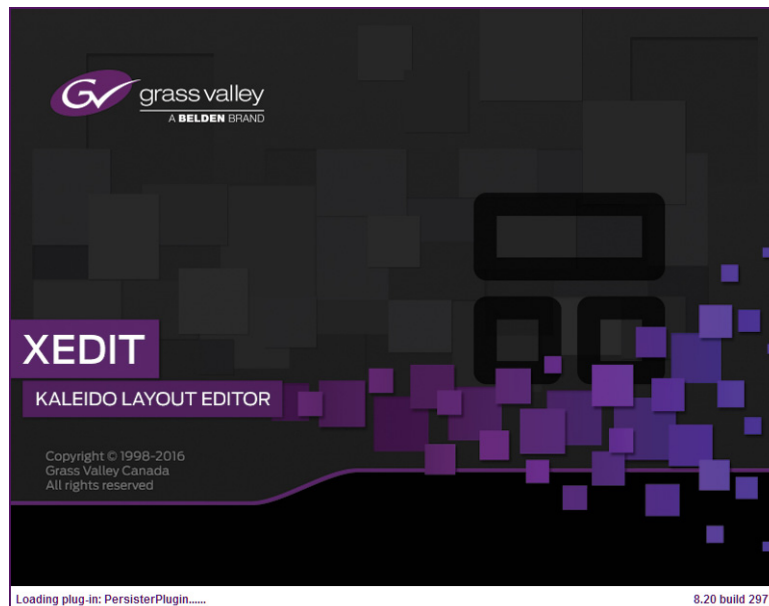 GV grass valley
A BELDEN BRAND
XEDIT
KALEIDO LAYOUT EDITOR
Copyright © 1998-2016
Grass Valley Canada
All rights reserved
Loading plug-in: PersisterPlugin...... 8.20 build 297